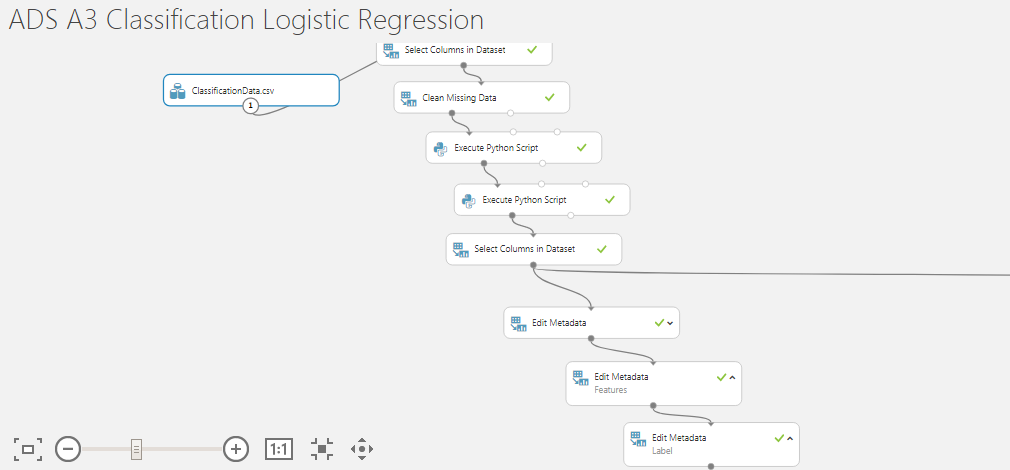 ADS A3 Classification Logistic Regression
Select Columns in Dataset
ClassificationData.csv
1
Clean Missing Data
Execute Python Script
Execute Python Script
Select Columns in Dataset
Edit Metadata
Edit Metadata
Features
Edit Metadata
Label
1:1